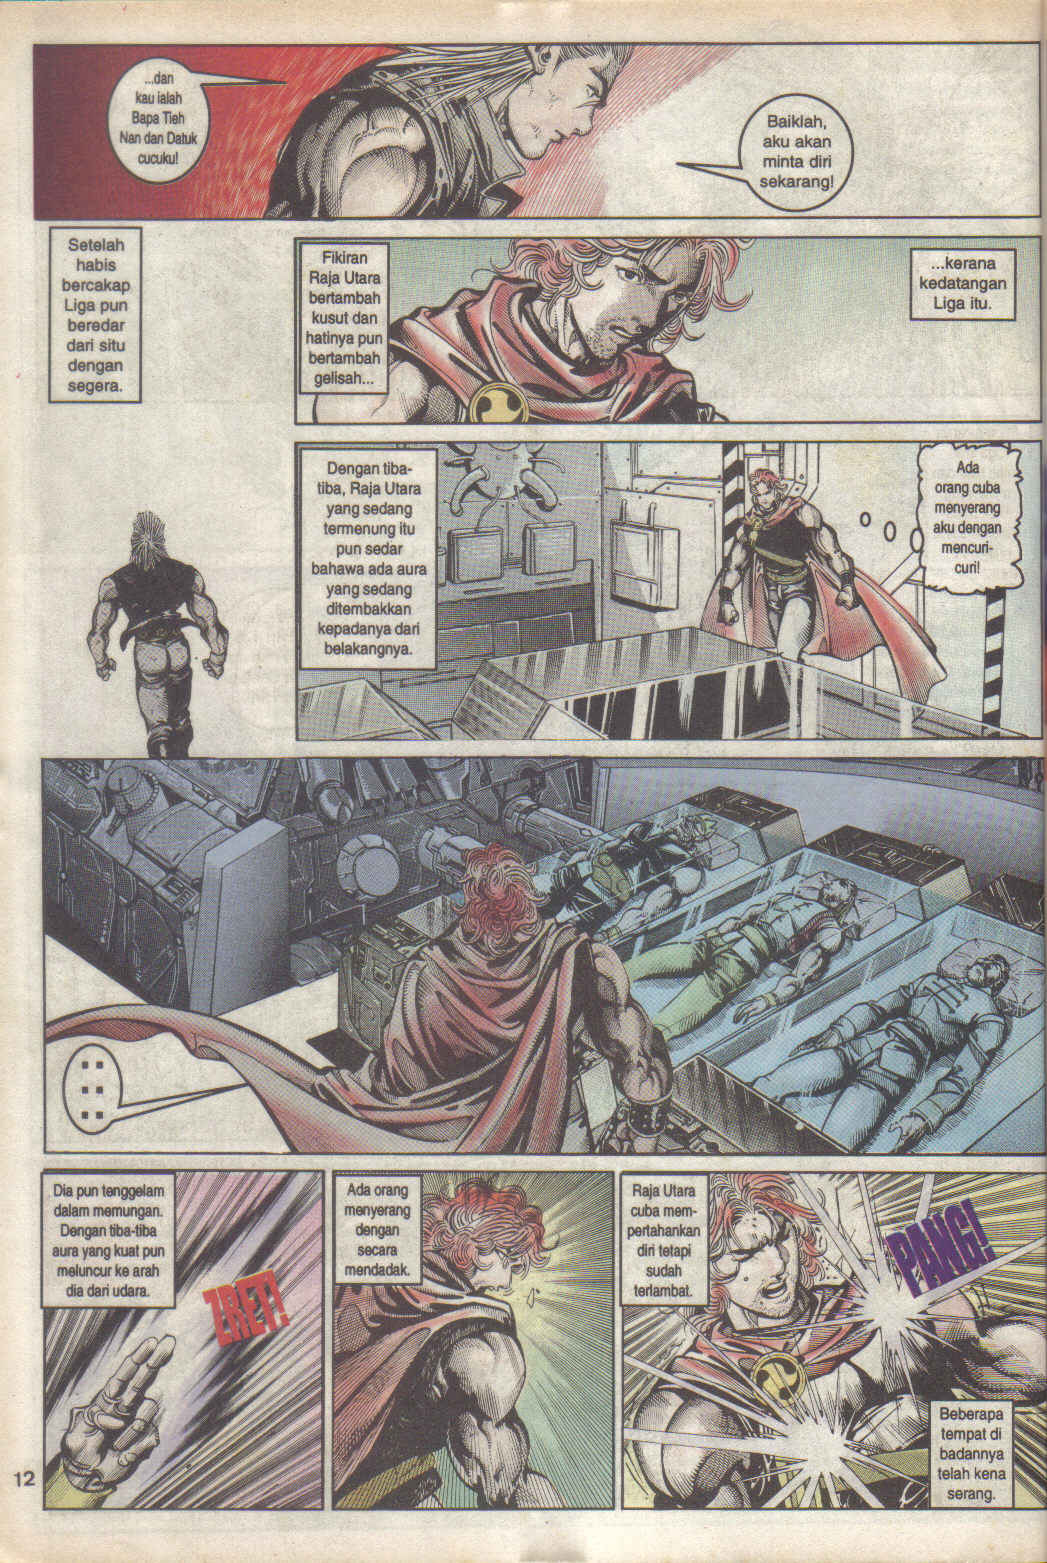 ...dan
kau ialah
Bapa Tieh
Nan dan Datuk
cucuku!
Baiklah,
aku akan
minta diri
sekarang!
Setelah
habis
bercakap
Liga pun
beredar
dari situ
dengan
segera.
Fikiran
Raja Utara
bertambah
kusut dan
hatinya pun
bertambah
gelisah...
...kerana
kedatangan
Liga itu.
Dengan tiba-
tiba, Raja Utara
yang sedang
termenung itu
pun sedar
bahawa ada aura
yang sedang
ditembakkan
kepadanya dari
belakangnya.
Ada
orang cuba
menyerang
aku dengan
mencuri-
curi!
Dia pun tenggelam
dalam memungan.
Dengan tiba-tiba
aura yang kuat pun
meluncur ke arah
dia dari udara.
ZRET!
Ada orang
menyerang
dengan
secara
mendadak.
Raja Utara
cuba mem-
pertahankan
diri tetapi
sudah
terlambat.
PANG!
Beberapa
tempat di
badannya
telah kena
serang.
12